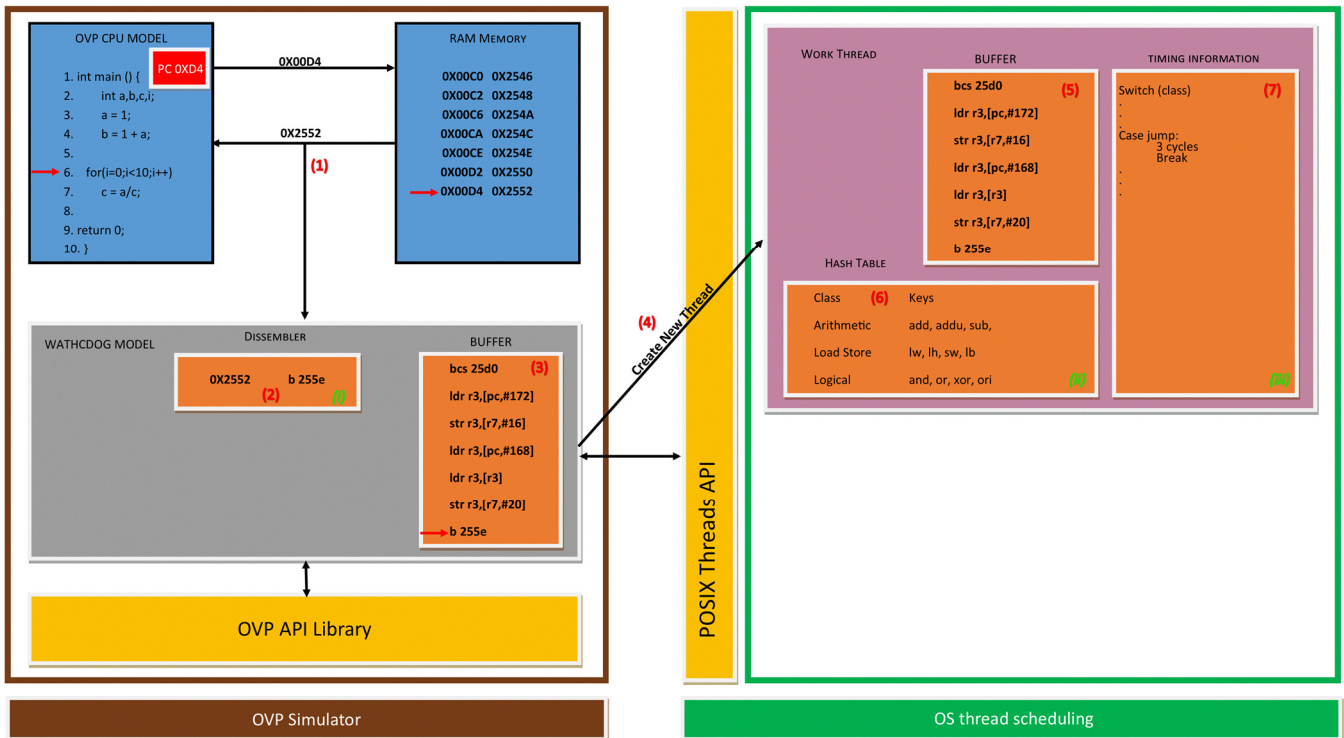 OVP CPU MODEL
PC 0XD4
1. int main () {
2. int a,b,c,i;
3. a = 1;
4. b = 1 + a;
5.
6. for(i=0;i<10;i++)
7. c = a/c;
8.
9. return 0;
10. }
0X00D4
0X2552
(1)
RAM MEMORY
0X00C0 0X2546
0X00C2 0X2548
0X00C6 0X254A
0X00CA 0X254C
0X00CE 0X254E
0X00D2 0X2550
0X00D4 0X2552
WATHCDOG MODEL
DISSEMBLER
0X2552 b 255e
(2) (i)
BUFFER
bcs 25d0 (3)
ldr r3,[pc,#172]
str r3,[r7,#16]
ldr r3,[pc,#168]
ldr r3,[r3]
str r3,[r7,#20]
b 255e
OVP API Library
OVP Simulator
(4)
Create New Thread
POSIX Threads API
WORK THREAD
BUFFER
bcs 25d0 (5)
ldr r3,[pc,#172]
str r3,[r7,#16]
ldr r3,[pc,#168]
ldr r3,[r3]
str r3,[r7,#20]
b 255e
TIMING INFORMATION
Switch (class) (7)
.
.
.
Case jump:
3 cycles
Break
.
.
.
(iii)
HASH TABLE
Class (6) Keys
Arithmetic add, addu, sub,
Load Store lw, lh, sw, lb
Logical and, or, xor, ori (ii)
OS thread scheduling